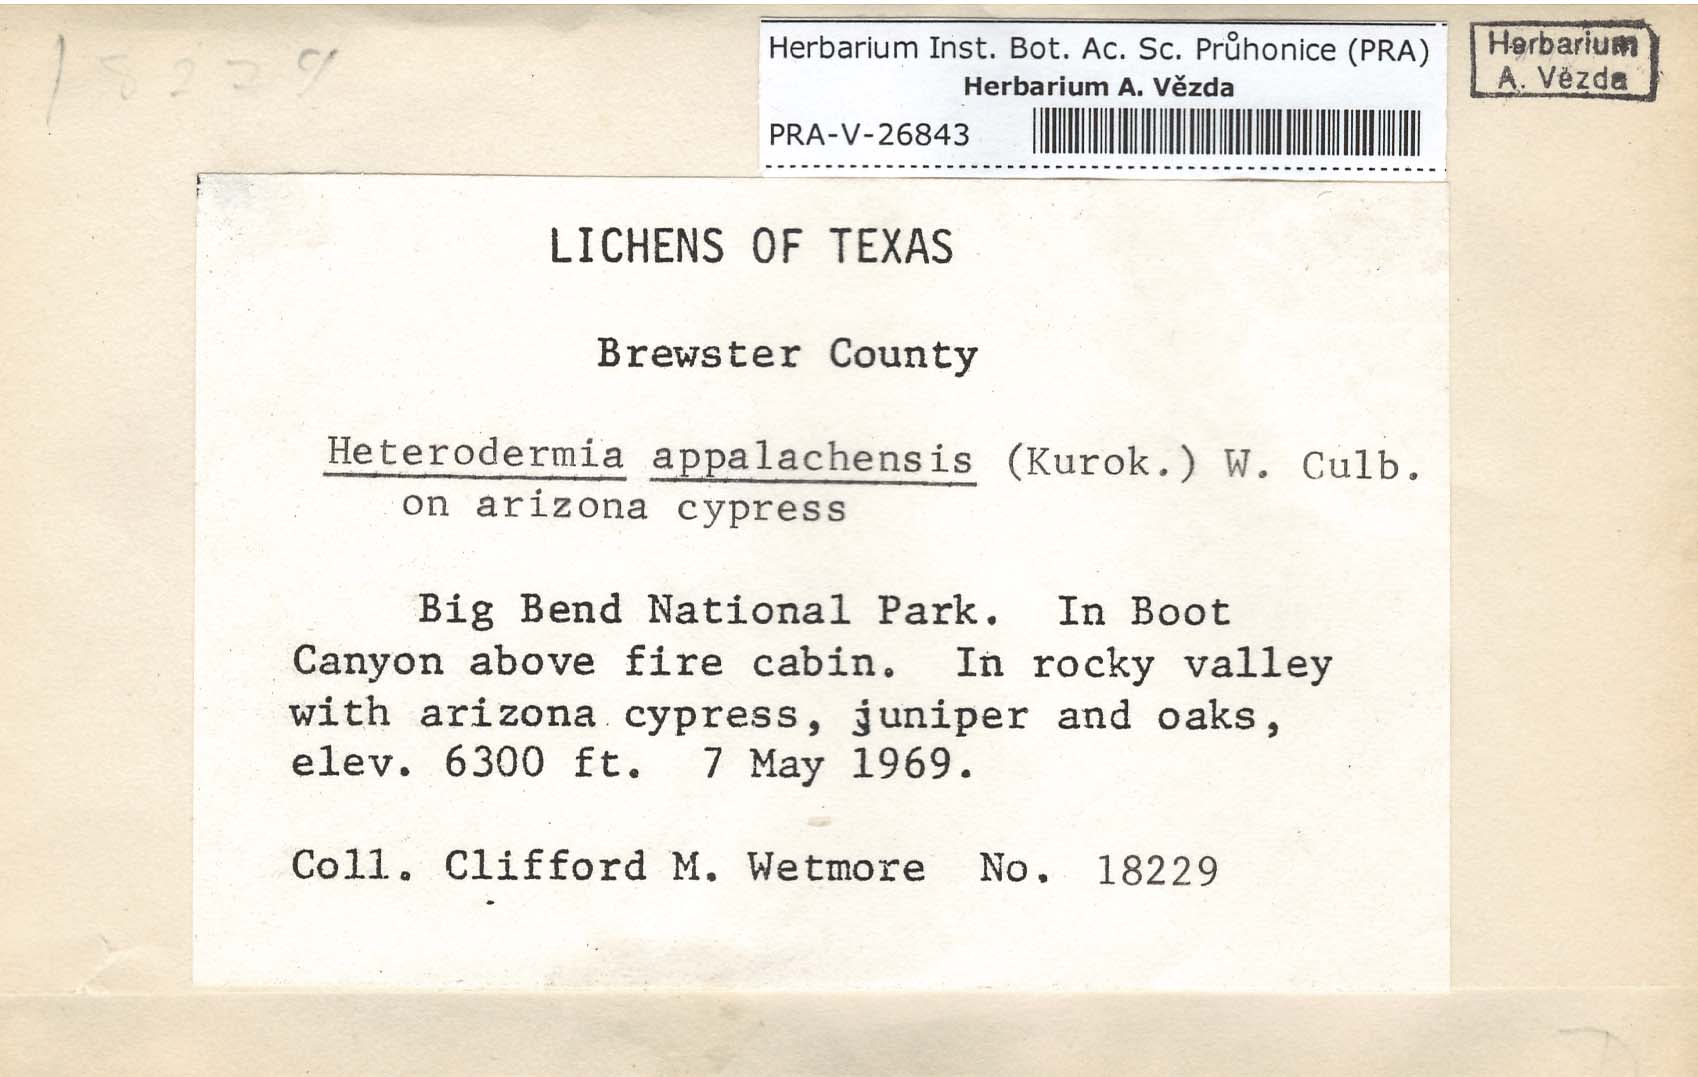 18229
Herbarium Inst. Bot. Ac. Sc. Průhonice (PRA)
Herbarium A. Vězda
PRA-V-26843
Herbarium
A. Vězda
LICHENS OF TEXAS
Brewster County
Heterodermia appalachensis (Kurok.) W. Culb.
on arizona cypress
Big Bend National Park. In Boot
Canyon above fire cabin. In rocky valley
with arizona cypress, juniper and oaks,
elev. 6300 ft. 7 May 1969.
Coll. Clifford M. Wetmore No. 18229